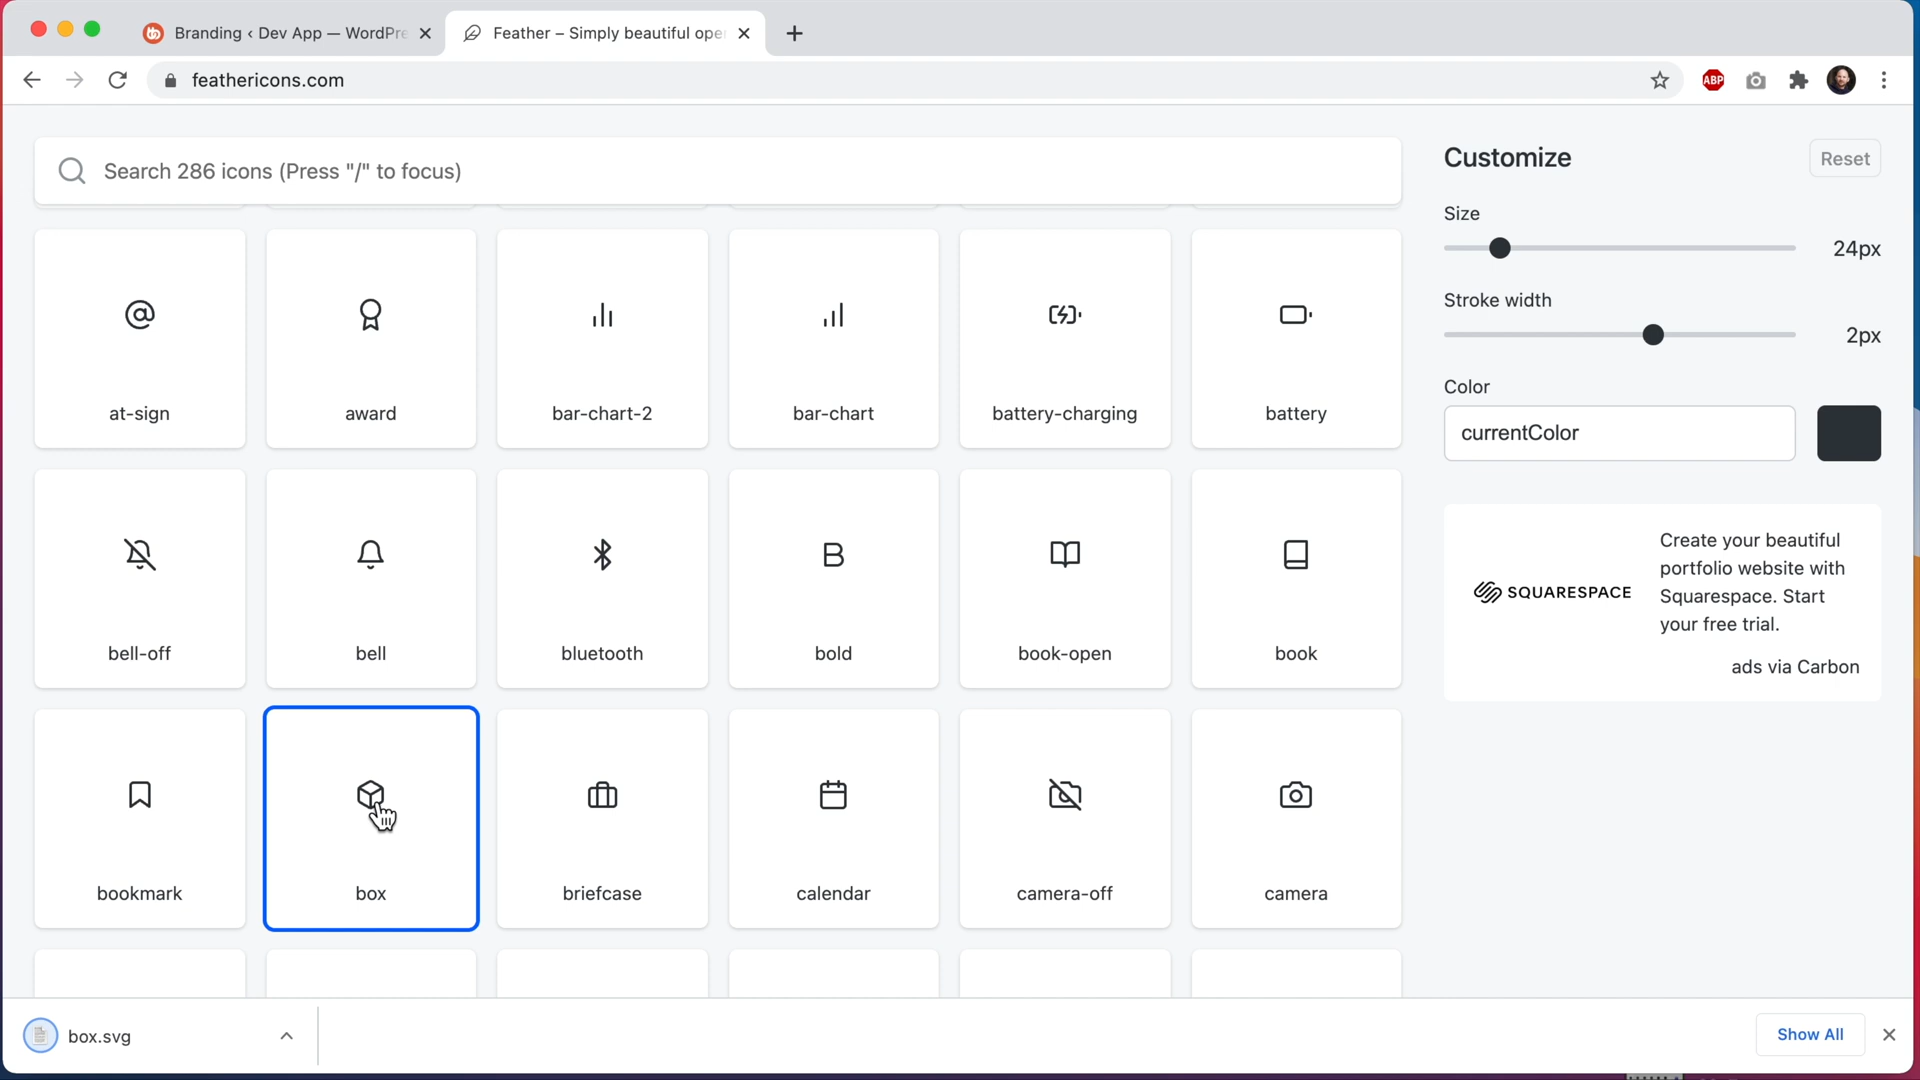 Branding ‹ Dev App — WordPre
Feather – Simply beautiful ope
feathericons.com
ABP
Search 286 icons (Press "/" to focus)
Customize
Reset
Size
24px
Stroke width
2px
Color
currentColor
at-sign
award
bar-chart-2
bar-chart
battery-charging
battery
bell-off
bell
bluetooth
bold
book-open
book
bookmark
box
briefcase
calendar
camera-off
camera
SQUARESPACE
Create your beautiful
portfolio website with
Squarespace. Start
your free trial.
ads via Carbon
box.svg
Show All